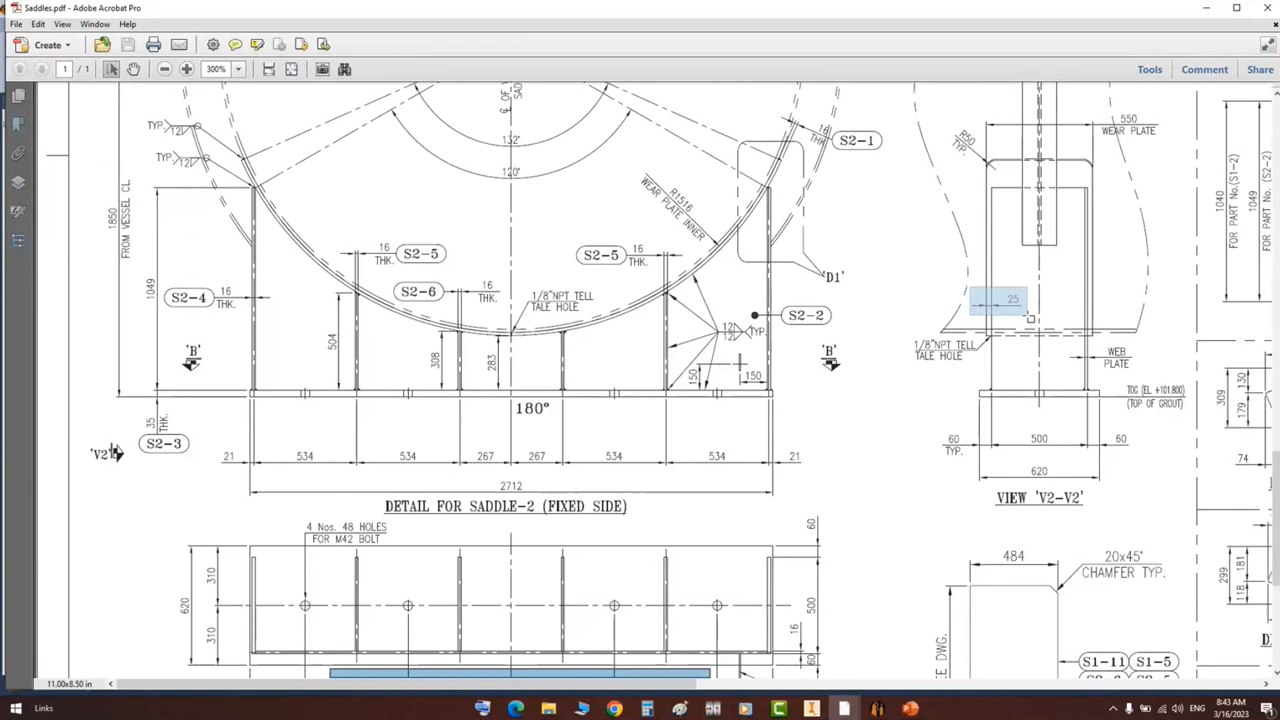 Saddles.pdf - Adobe Acrobat Pro
File Edit View Window Help
Create
1 / 1
300%
Tools
Comment
Share
℄ OF
SAD
132°
120°
TYP.
12
TYP.
12
16
THK.
S2-1
R1516
WEAR PLATE INNER
1850
FROM VESSEL CL.
1049
16
THK.
S2-4
16
THK.
S2-5
S2-5
16
THK.
S2-6
16
THK.
1/8"NPT TELL
TALE HOLE
'D1'
S2-2
12
12
TYP.
504
308
283
150
150
'B'
'B'
180°
35
THK.
S2-3
'V2'
21
534
534
267
267
534
534
21
2712
DETAIL FOR SADDLE-2 (FIXED SIDE)
4 Nos. 48 HOLES
FOR M42 BOLT
620
310
310
60
500
16
60
550
WEAR PLATE
R50
TYP.
25
1/8"NPT TELL
TALE HOLE
WEB
PLATE
TOG (EL +101.800)
(TOP OF GROUT)
60
TYP.
500
60
620
VIEW 'V2-V2'
484
20x45°
CHAMFER TYP.
EE DWG.
S1-11
S1-5
1040
FOR PART No.(S1-2)
1049
FOR PART No.(S2-2)
309
130
179
74
299
181
118
11.00x8.50 in
Links
8:43 AM
3/16/2023